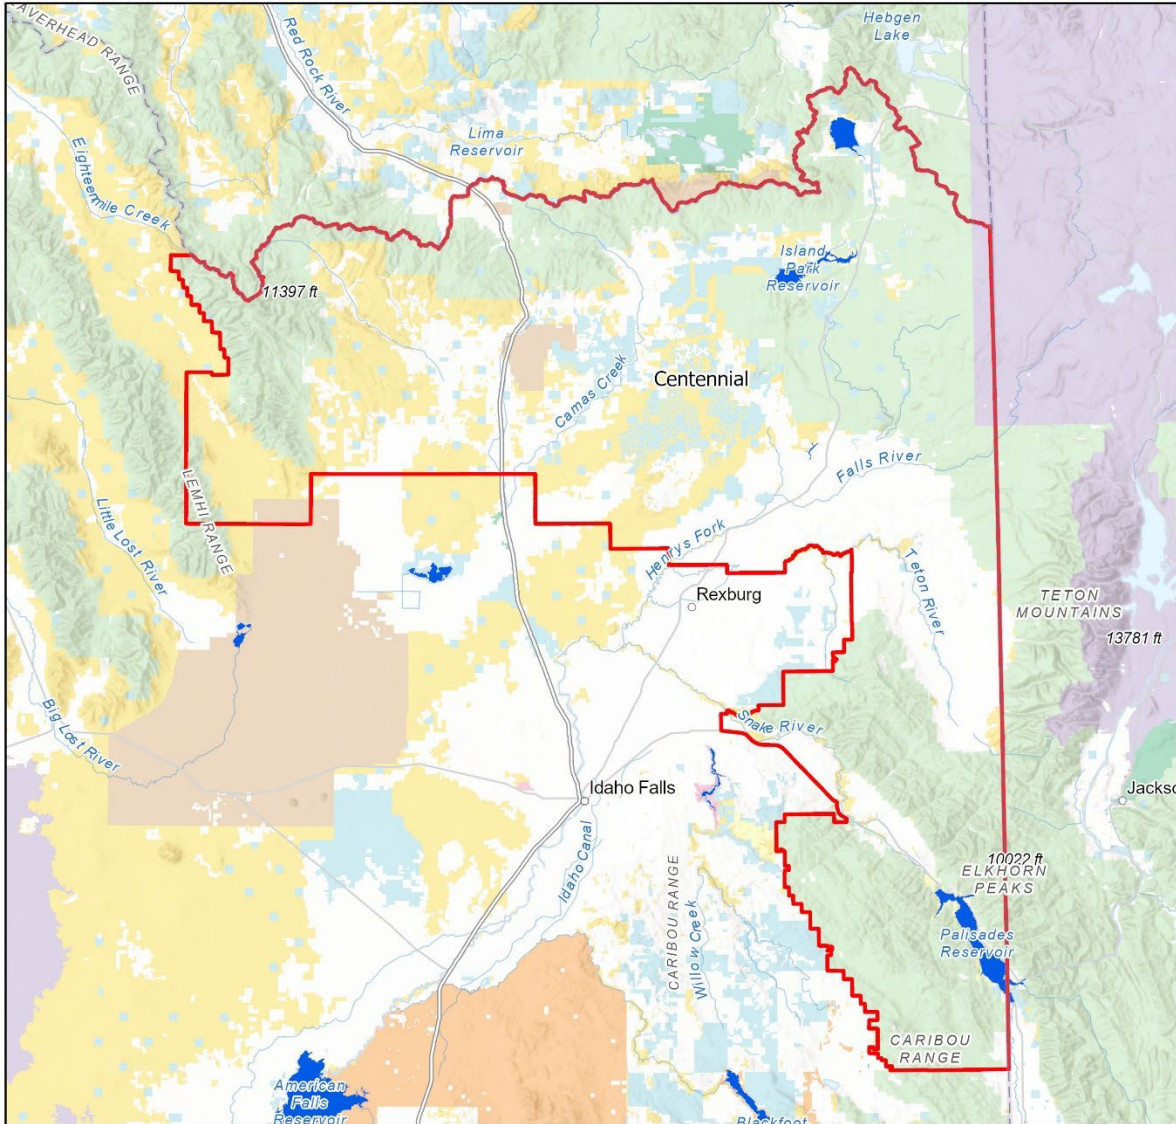 AVERHEAD RANGE
Red Rock River
Hebgen
Lake
Lima
Reservoir
Eighteenmile Creek
11397 ft
Island
Park
Reservoir
Centennial
Camas Creek
Falls River
LEMHI RANGE
Little Lost River
Henrys Fork
Teton River
Rexburg
TETON
MOUNTAINS
13781 ft
Big Lost River
Snake River
Idaho Falls
Jackso
Idaho Canal
10022 ft
ELKHORN
PEAKS
CARIBOU RANGE
Willow Creek
Palisades
Reservoir
CARIBOU
RANGE
American
Falls
Reservoir
Blackfoot